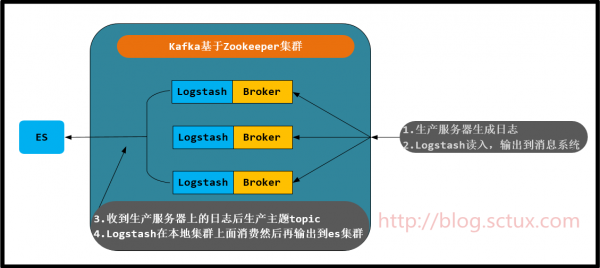 Kafka基于Zookeeper集群
Logstash Broker
ES
Logstash Broker
Logstash Broker
1.生产服务器生成日志
2.Logstash读入，输出到消息系统
3.收到生产服务器上的日志后生产主题topic
4.Logstash在本地集群上面消费然后再输出到es集群
http://blog.sctux.com